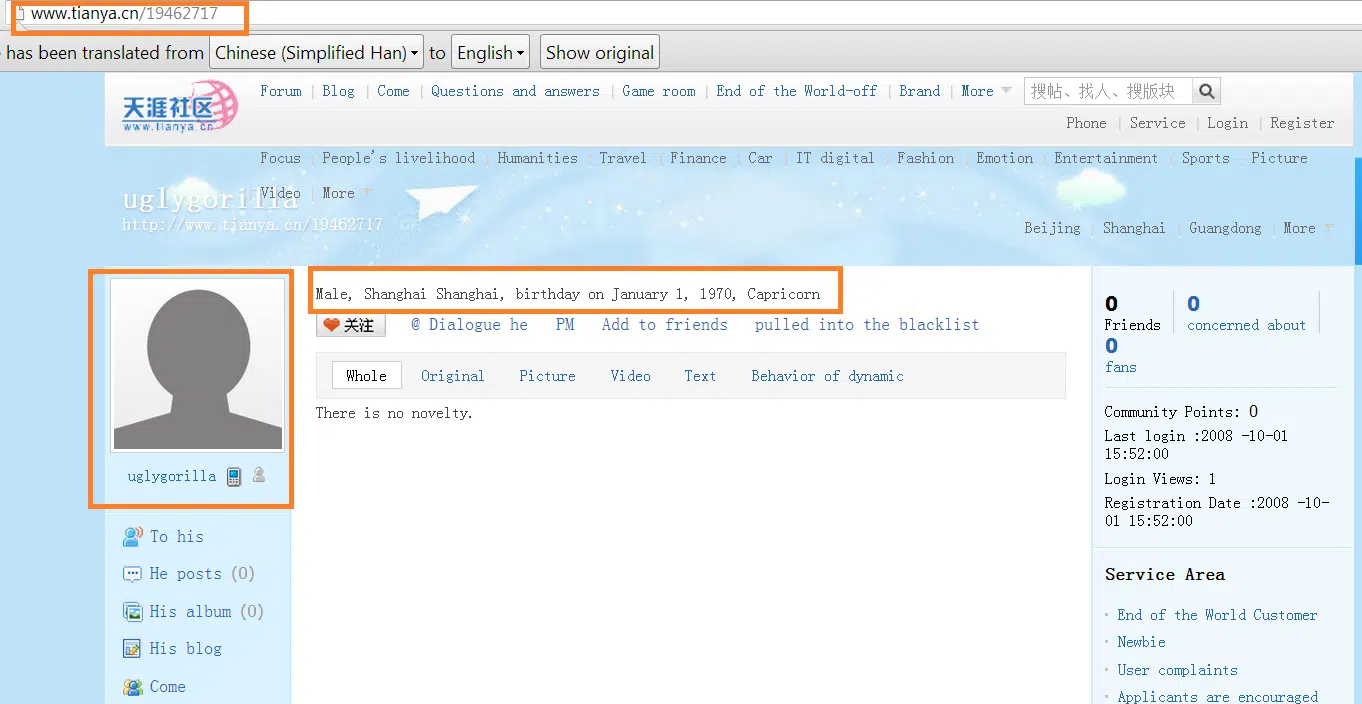 www.tianya.cn/19462717
has been translated from Chinese (Simplified Han) to English Show original
天涯社区
www.tianya.cn
Forum Blog Come Questions and answers Game room End of the World-off Brand More 搜帖、找人、搜版块
Phone Service Login Register
Focus People's livelihood Humanities Travel Finance Car IT digital Fashion Emotion Entertainment Sports Picture
Video More
uglygorilla
http://www.tianya.cn/19462717
Beijing Shanghai Guangdong More
Male, Shanghai Shanghai, birthday on January 1, 1970, Capricorn
关注 @ Dialogue he PM Add to friends pulled into the blacklist
Whole Original Picture Video Text Behavior of dynamic
There is no novelty.
uglygorilla
To his
He posts (0)
His album (0)
His blog
Come
0 0
Friends concerned about
0
fans
Community Points: 0
Last login :2008 -10-01
15:52:00
Login Views: 1
Registration Date :2008 -10-
01 15:52:00
Service Area
End of the World Customer
Newbie
User complaints
Applicants are encouraged